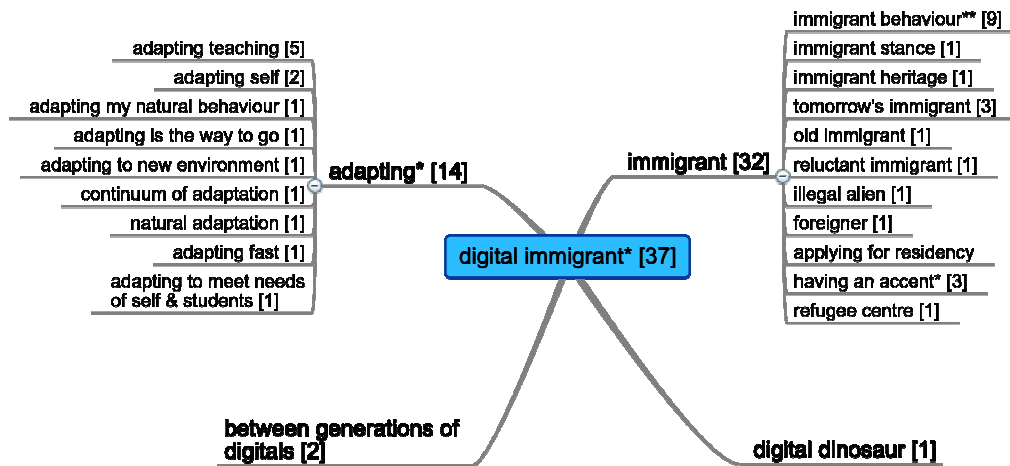 adapting teaching [5]
adapting self [2]
adapting my natural behaviour [1]
adapting is the way to go [1]
adapting to new environment [1]
continuum of adaptation [1]
natural adaptation [1]
adapting fast [1]
adapting to meet needs
of self & students [1]
adapting* [14]
immigrant behaviour** [9]
immigrant stance [1]
immigrant heritage [1]
tomorrow's immigrant [3]
old immigrant [1]
reluctant immigrant [1]
illegal alien [1]
foreigner [1]
applying for residency
having an accent* [3]
refugee centre [1]
immigrant [32]
digital immigrant* [37]
between generations of
digitals [2]
digital dinosaur [1]